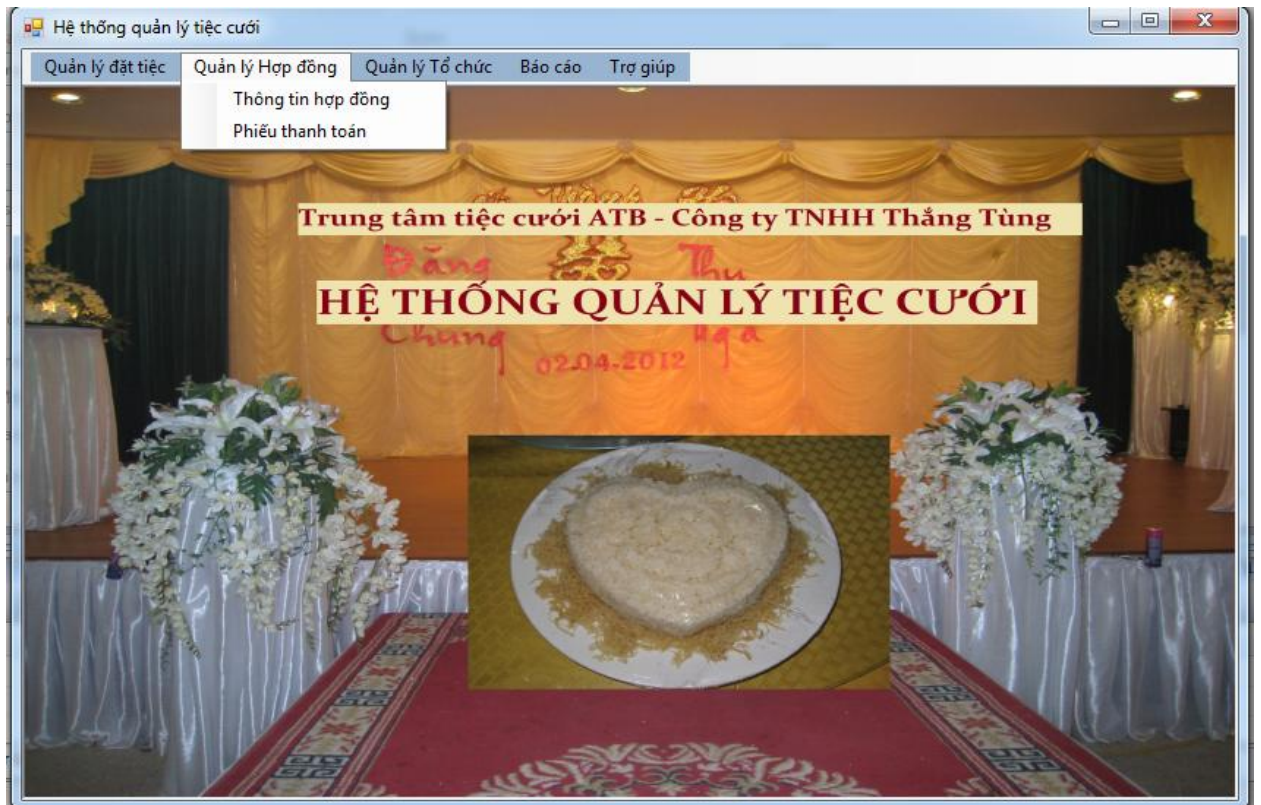 Hệ thống quản lý tiệc cưới
Quản lý đặt tiệc Quản lý Hợp đồng Quản lý Tổ chức Báo cáo Trợ giúp
Thông tin hợp đồng
Phiếu thanh toán
Trung tâm tiệc cưới ATB - Công ty TNHH Thắng Tùng
Đăng Thu
HỆ THỐNG QUẢN LÝ TIỆC CƯỚI
Chung Nga
02.04-2012